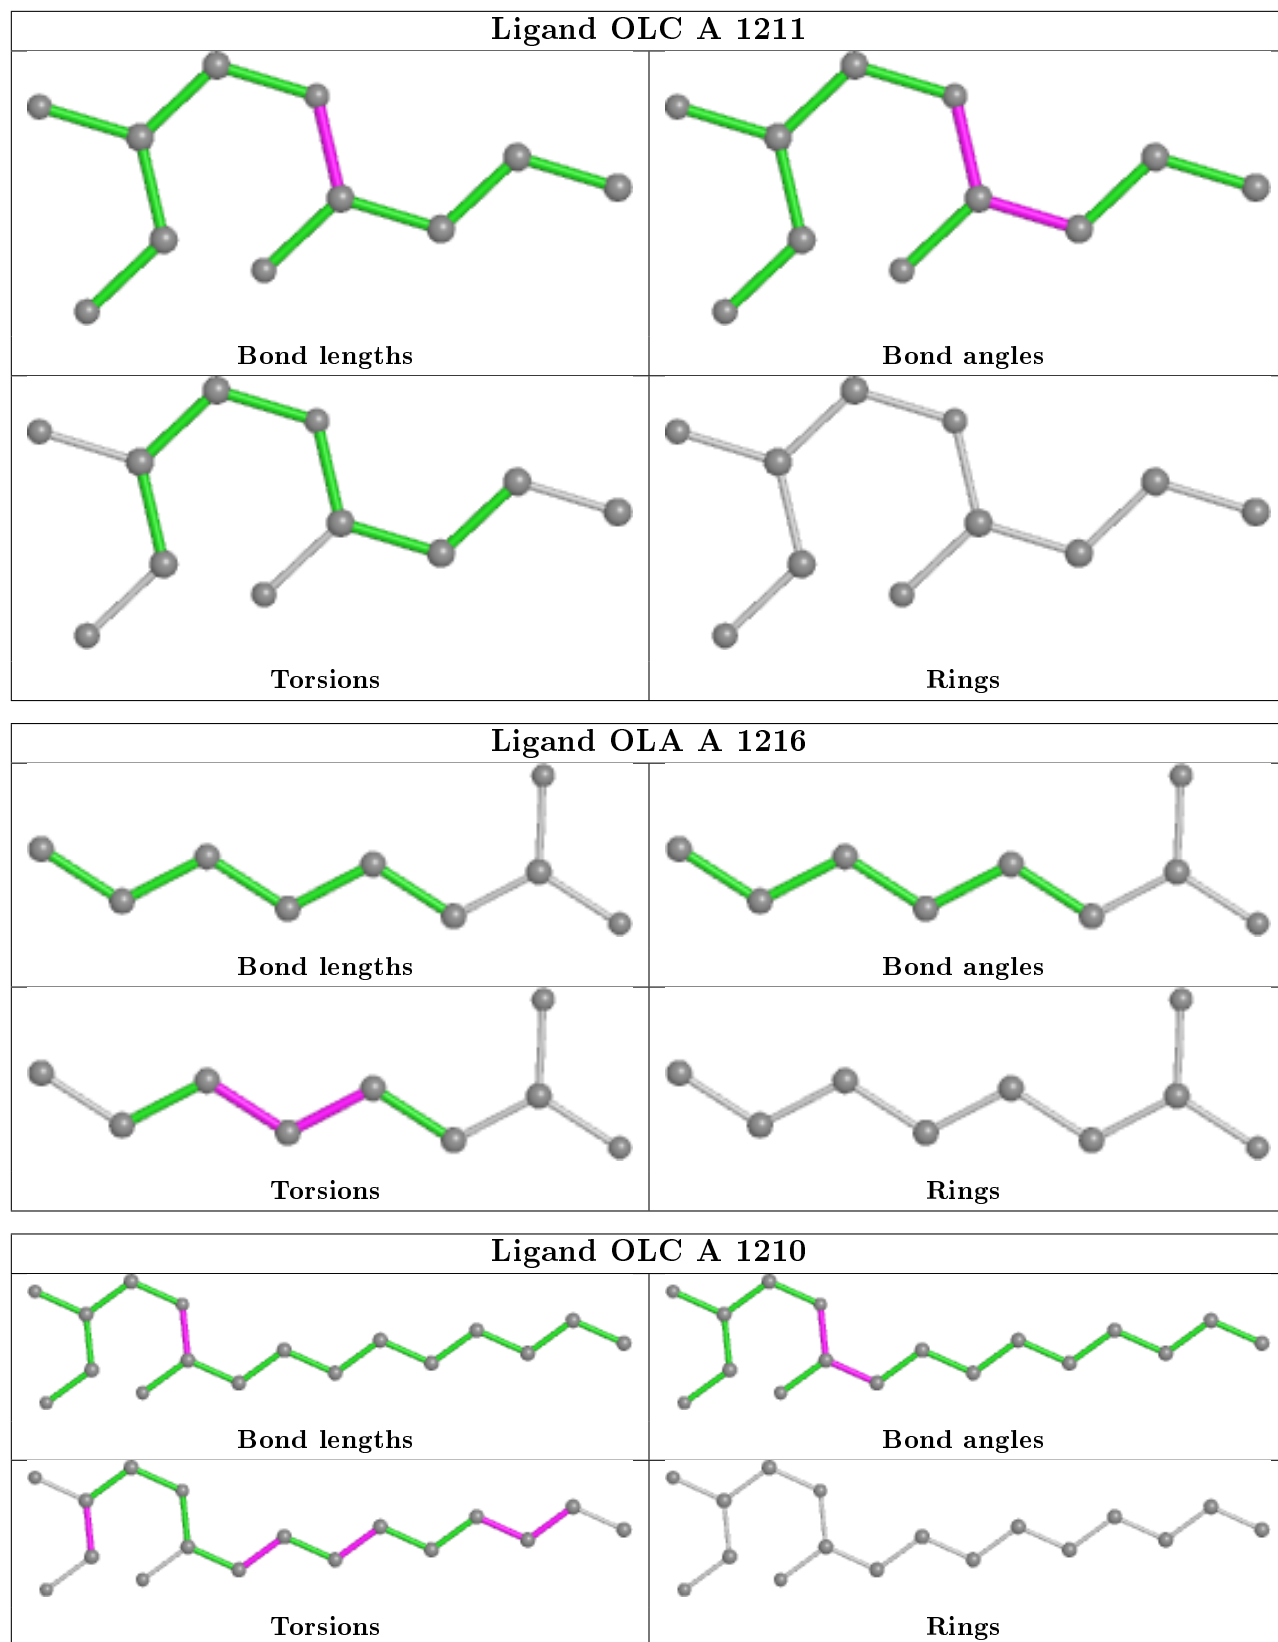 Ligand OLC A 1211
Bond lengths
Bond angles
Torsions
Rings
Ligand OLA A 1216
Bond lengths
Bond angles
Torsions
Rings
Ligand OLC A 1210
Bond lengths
Bond angles
Torsions
Rings